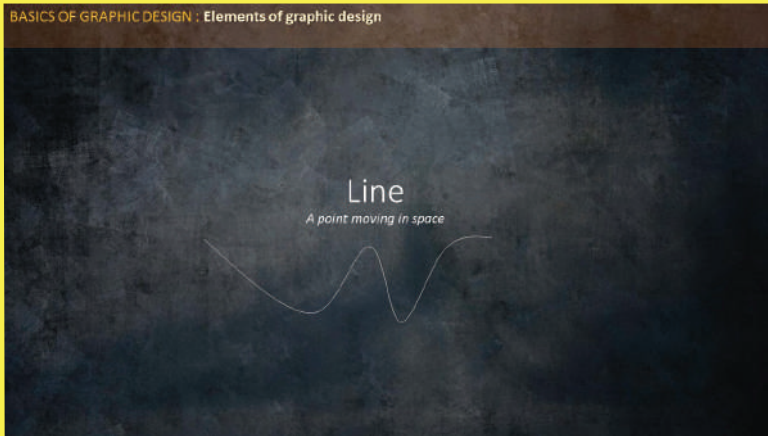 BASICS OF GRAPHIC DESIGN : Elements of graphic design
Line
A point moving in space